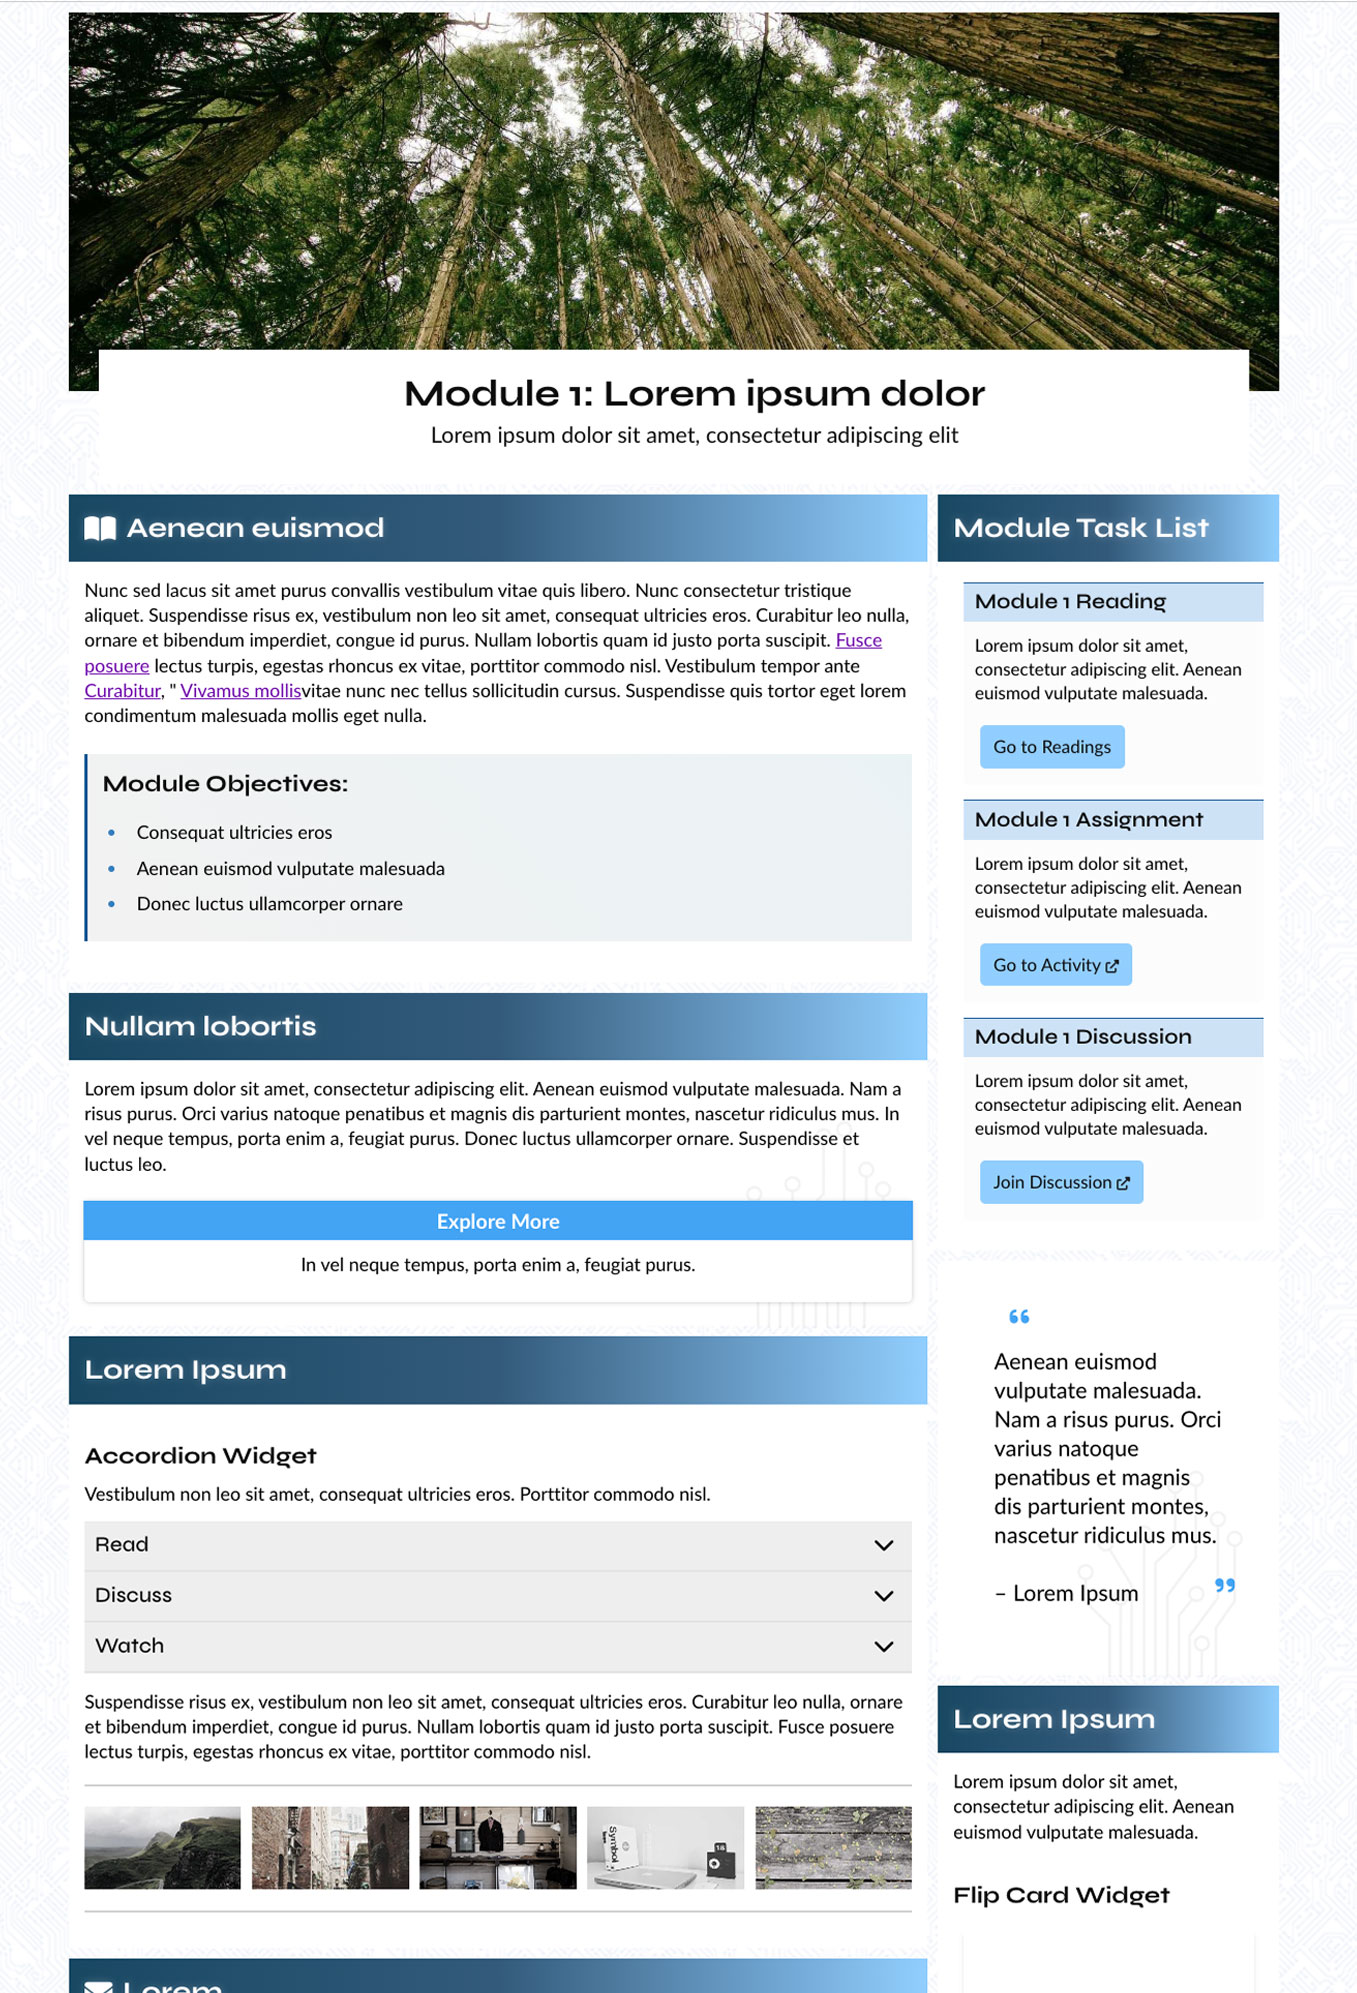 Module 1: Lorem ipsum dolor
Lorem ipsum dolor sit amet, consectetur adipiscing elit
Aenean euismod
Nunc sed lacus sit amet purus convallis vestibulum vitae quis libero. Nunc consectetur tristique
aliquet. Suspendisse risus ex, vestibulum non leo sit amet, consequat ultricies eros. Curabitur leo nulla,
ornare et bibendum imperdiet, congue id purus. Nullam lobortis quam id justo porta suscipit. Fusce
posuere lectus turpis, egestas rhoncus ex vitae, porttitor commodo nisl. Vestibulum tempor ante
Curabitur, " Vivamus mollisvitae nunc nec tellus sollicitudin cursus. Suspendisse quis tortor eget lorem
condimentum malesuada mollis eget nulla.
Module Objectives:
• Consequat ultricies eros
• Aenean euismod vulputate malesuada
• Donec luctus ullamcorper ornare
Nullam lobortis
Lorem ipsum dolor sit amet, consectetur adipiscing elit. Aenean euismod vulputate malesuada. Nam a
risus purus. Orci varius natoque penatibus et magnis dis parturient montes, nascetur ridiculus mus. In
vel neque tempus, porta enim a, feugiat purus. Donec luctus ullamcorper ornare. Suspendisse et
luctus leo.
Explore More
In vel neque tempus, porta enim a, feugiat purus.
Lorem Ipsum
Accordion Widget
Vestibulum non leo sit amet, consequat ultricies eros. Porttitor commodo nisl.
Read
Discuss
Watch
Suspendisse risus ex, vestibulum non leo sit amet, consequat ultricies eros. Curabitur leo nulla, ornare
et bibendum imperdiet, congue id purus. Nullam lobortis quam id justo porta suscipit. Fusce posuere
lectus turpis, egestas rhoncus ex vitae, porttitor commodo nisl.
Symbol
Lorem
Module Task List
Module 1 Reading
Lorem ipsum dolor sit amet,
consectetur adipiscing elit. Aenean
euismod vulputate malesuada.
Go to Readings
Module 1 Assignment
Lorem ipsum dolor sit amet,
consectetur adipiscing elit. Aenean
euismod vulputate malesuada.
Go to Activity
Module 1 Discussion
Lorem ipsum dolor sit amet,
consectetur adipiscing elit. Aenean
euismod vulputate malesuada.
Join Discussion
“
Aenean euismod
vulputate malesuada.
Nam a risus purus. Orci
varius natoque
penatibus et magnis
dis parturient montes,
nascetur ridiculus mus.
– Lorem Ipsum ”
Lorem Ipsum
Lorem ipsum dolor sit amet,
consectetur adipiscing elit. Aenean
euismod vulputate malesuada.
Flip Card Widget